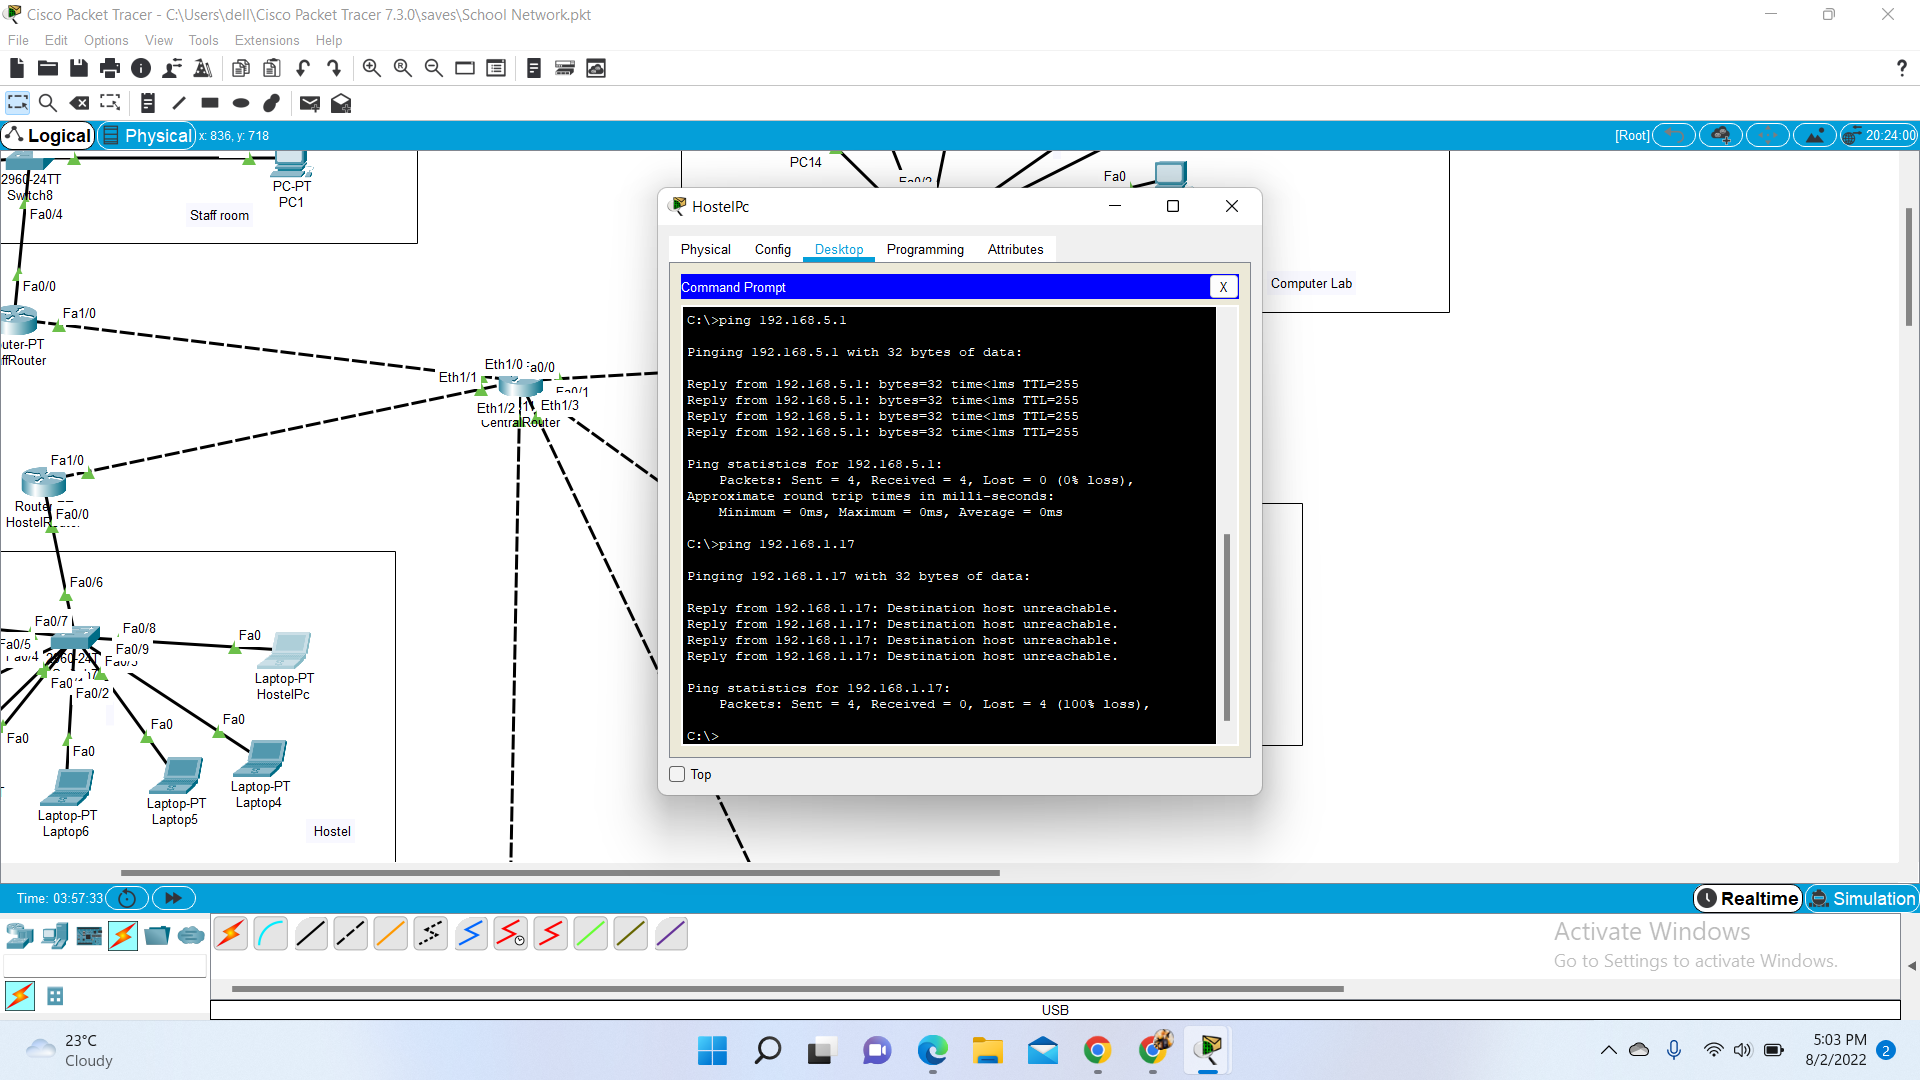 Cisco Packet Tracer - C:\Users\dell\Cisco Packet Tracer 7.3.0\saves\School Network.pkt
File Edit Options View Tools Extensions Help
?
Logical Physical x: 836, y: 718 [Root] 20:24:00
2960-24TT
Switch8
Fa0/4
PC-PT
PC1
Staff room
PC14
Fa0
Computer Lab
Fa0/0
Fa1/0
uter-PT
ffRouter
Eth1/0
a0/0
Eth1/1
Fa0/1
Eth1/2
Eth1/3
CentralRouter
Fa1/0
Fa0/0
Fa0/6
Fa0/7
Fa0/8
Fa0/9
Fa0
Fa0/2
Laptop-PT
HostelPc
Fa0
Fa0
Fa0
Fa0
Laptop-PT
Laptop6
Laptop-PT
Laptop5
Laptop-PT
Laptop4
Hostel
HostelPc
Physical Config Desktop Programming Attributes
Command Prompt X
C:\>ping 192.168.5.1
Pinging 192.168.5.1 with 32 bytes of data:
Reply from 192.168.5.1: bytes=32 time<1ms TTL=255
Reply from 192.168.5.1: bytes=32 time<1ms TTL=255
Reply from 192.168.5.1: bytes=32 time<1ms TTL=255
Reply from 192.168.5.1: bytes=32 time<1ms TTL=255
Ping statistics for 192.168.5.1:
Packets: Sent = 4, Received = 4, Lost = 0 (0% loss),
Approximate round trip times in milli-seconds:
Minimum = 0ms, Maximum = 0ms, Average = 0ms
C:\>ping 192.168.1.17
Pinging 192.168.1.17 with 32 bytes of data:
Reply from 192.168.1.17: Destination host unreachable.
Reply from 192.168.1.17: Destination host unreachable.
Reply from 192.168.1.17: Destination host unreachable.
Reply from 192.168.1.17: Destination host unreachable.
Ping statistics for 192.168.1.17:
Packets: Sent = 4, Received = 0, Lost = 4 (100% loss),
C:\>
Top
Time: 03:57:33
Realtime Simulation
Activate Windows
Go to Settings to activate Windows.
USB
23°C
Cloudy
5:03 PM
8/2/2022
2